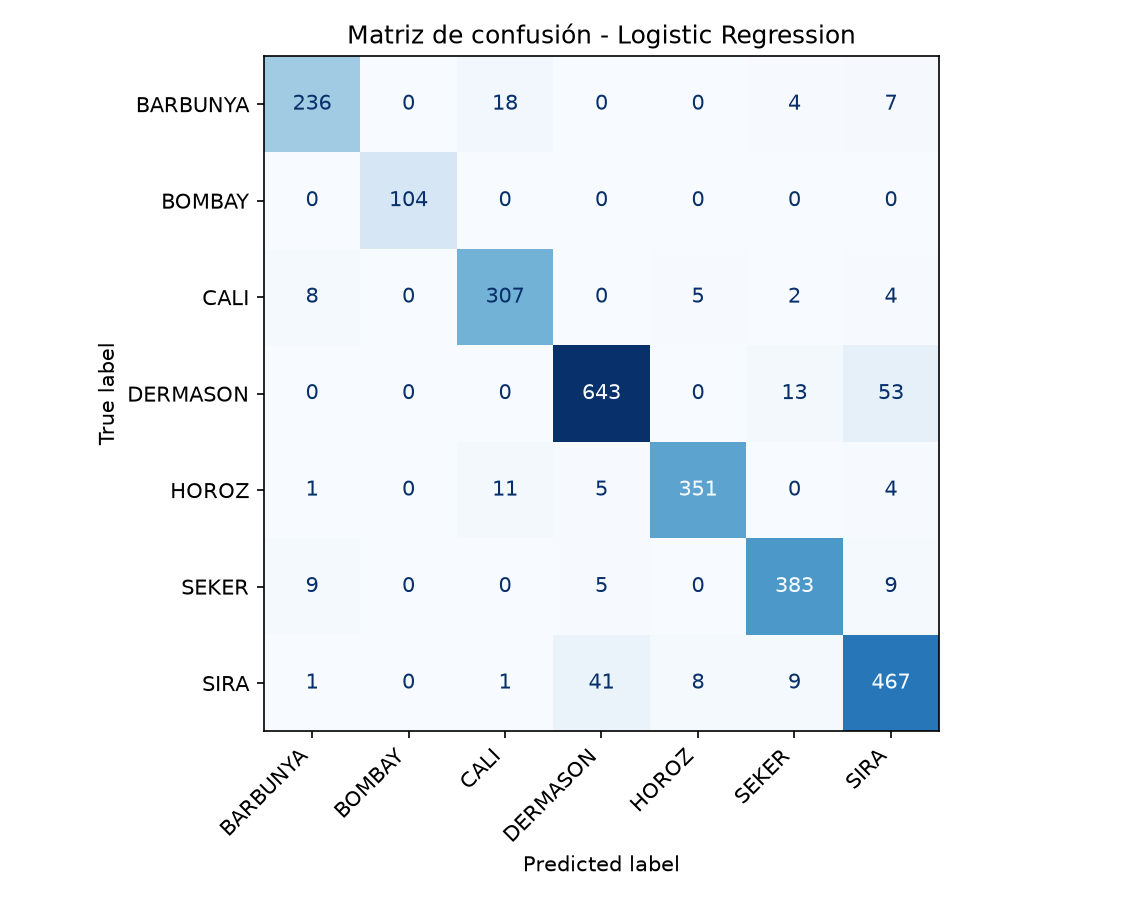 Matriz de confusión - Logistic Regression
BARBUNYA 236 0 18 0 0 4 7
BOMBAY 0 104 0 0 0 0 0
CALI 8 0 307 0 5 2 4
DERMASON 0 0 0 643 0 13 53
HOROZ 1 0 11 5 351 0 4
SEKER 9 0 0 5 0 383 9
SIRA 1 0 1 41 8 9 467
True label
BARBUNYA BOMBAY CALI DERMASON HOROZ SEKER SIRA
Predicted label